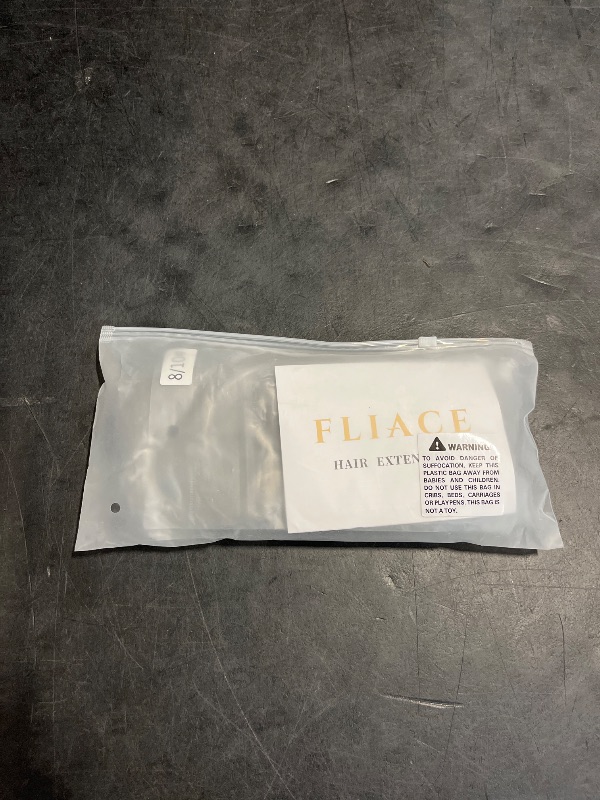 FLIACE
HAIR
WARNING:
TO AVOID DANGER OF
SUFFOCATION, KEEP THIS
PLASTIC BAG AWAY FROM
BABIES AND CHILDREN.
DO NOT USE THIS BAG IN
CRIBS, BEDS, CARRIAGES
OR PLAYPENS. THIS BAG IS
NOT A TOY.